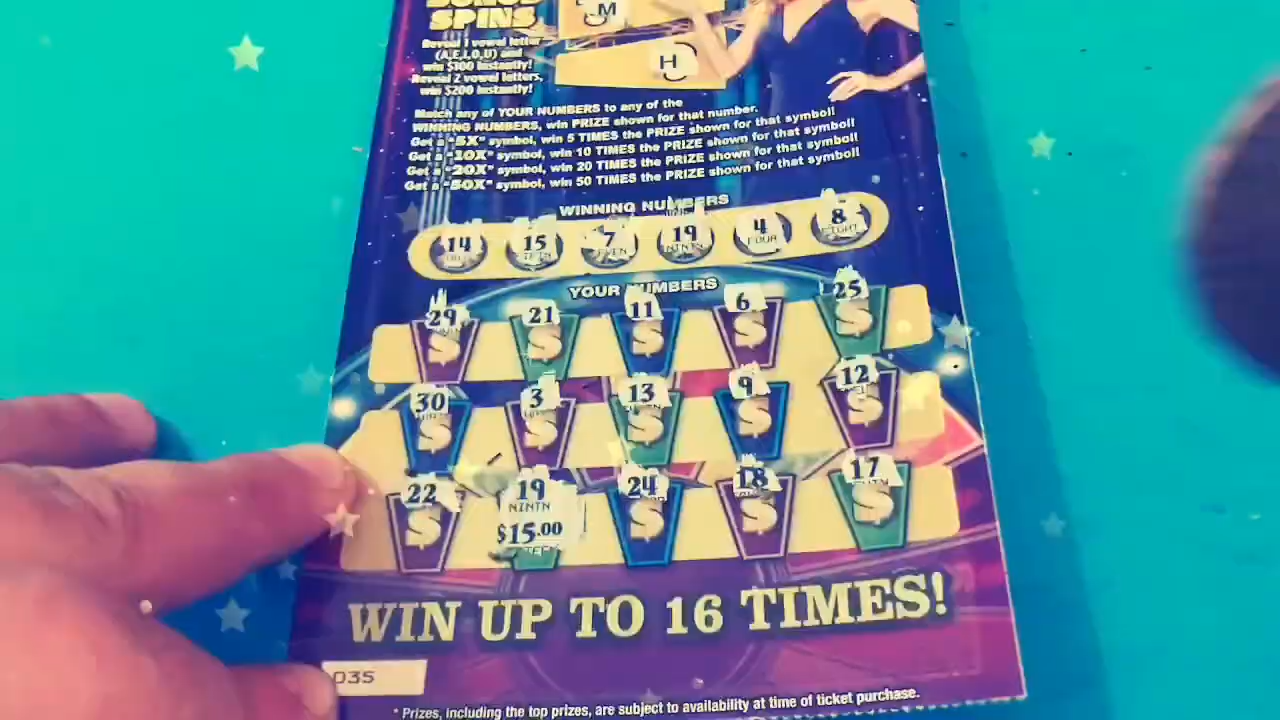 SPINS
M
Reveal 1 vowel letter
(A,E,I,O,U) and
win $100 instantly!
Reveal 2 vowel letters,
win $200 instantly!
H
Match any of YOUR NUMBERS to any of the
WINNING NUMBERS, win PRIZE shown for that number.
Get a "5X" symbol, win 5 TIMES the PRIZE shown for that symbol!
Get a "10X" symbol, win 10 TIMES the PRIZE shown for that symbol!
Get a "20X" symbol, win 20 TIMES the PRIZE shown for that symbol!
Get a "50X" symbol, win 50 TIMES the PRIZE shown for that symbol!
WINNING NUMBERS
14 15 7 19 4 8
YOUR NUMBERS
29 21 11 6 25
$ $ $ $ $
30 3 13 9 12
$ $ $ $ $
22 19 24 18 17
NINTN
$ $15.00 $ $ $
WIN UP TO 16 TIMES!
035
* Prizes, including the top prizes, are subject to availability at time of ticket purchase.